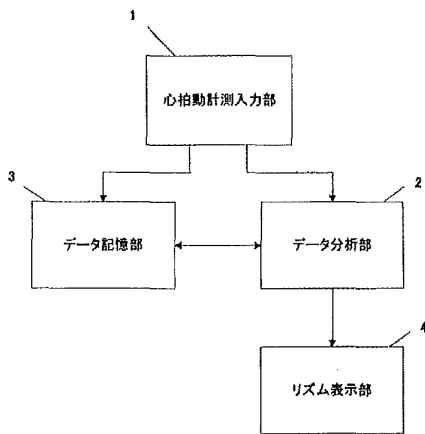 1
心拍動計測入力部
3
データ記憶部
2
データ分析部
4
リズム表示部